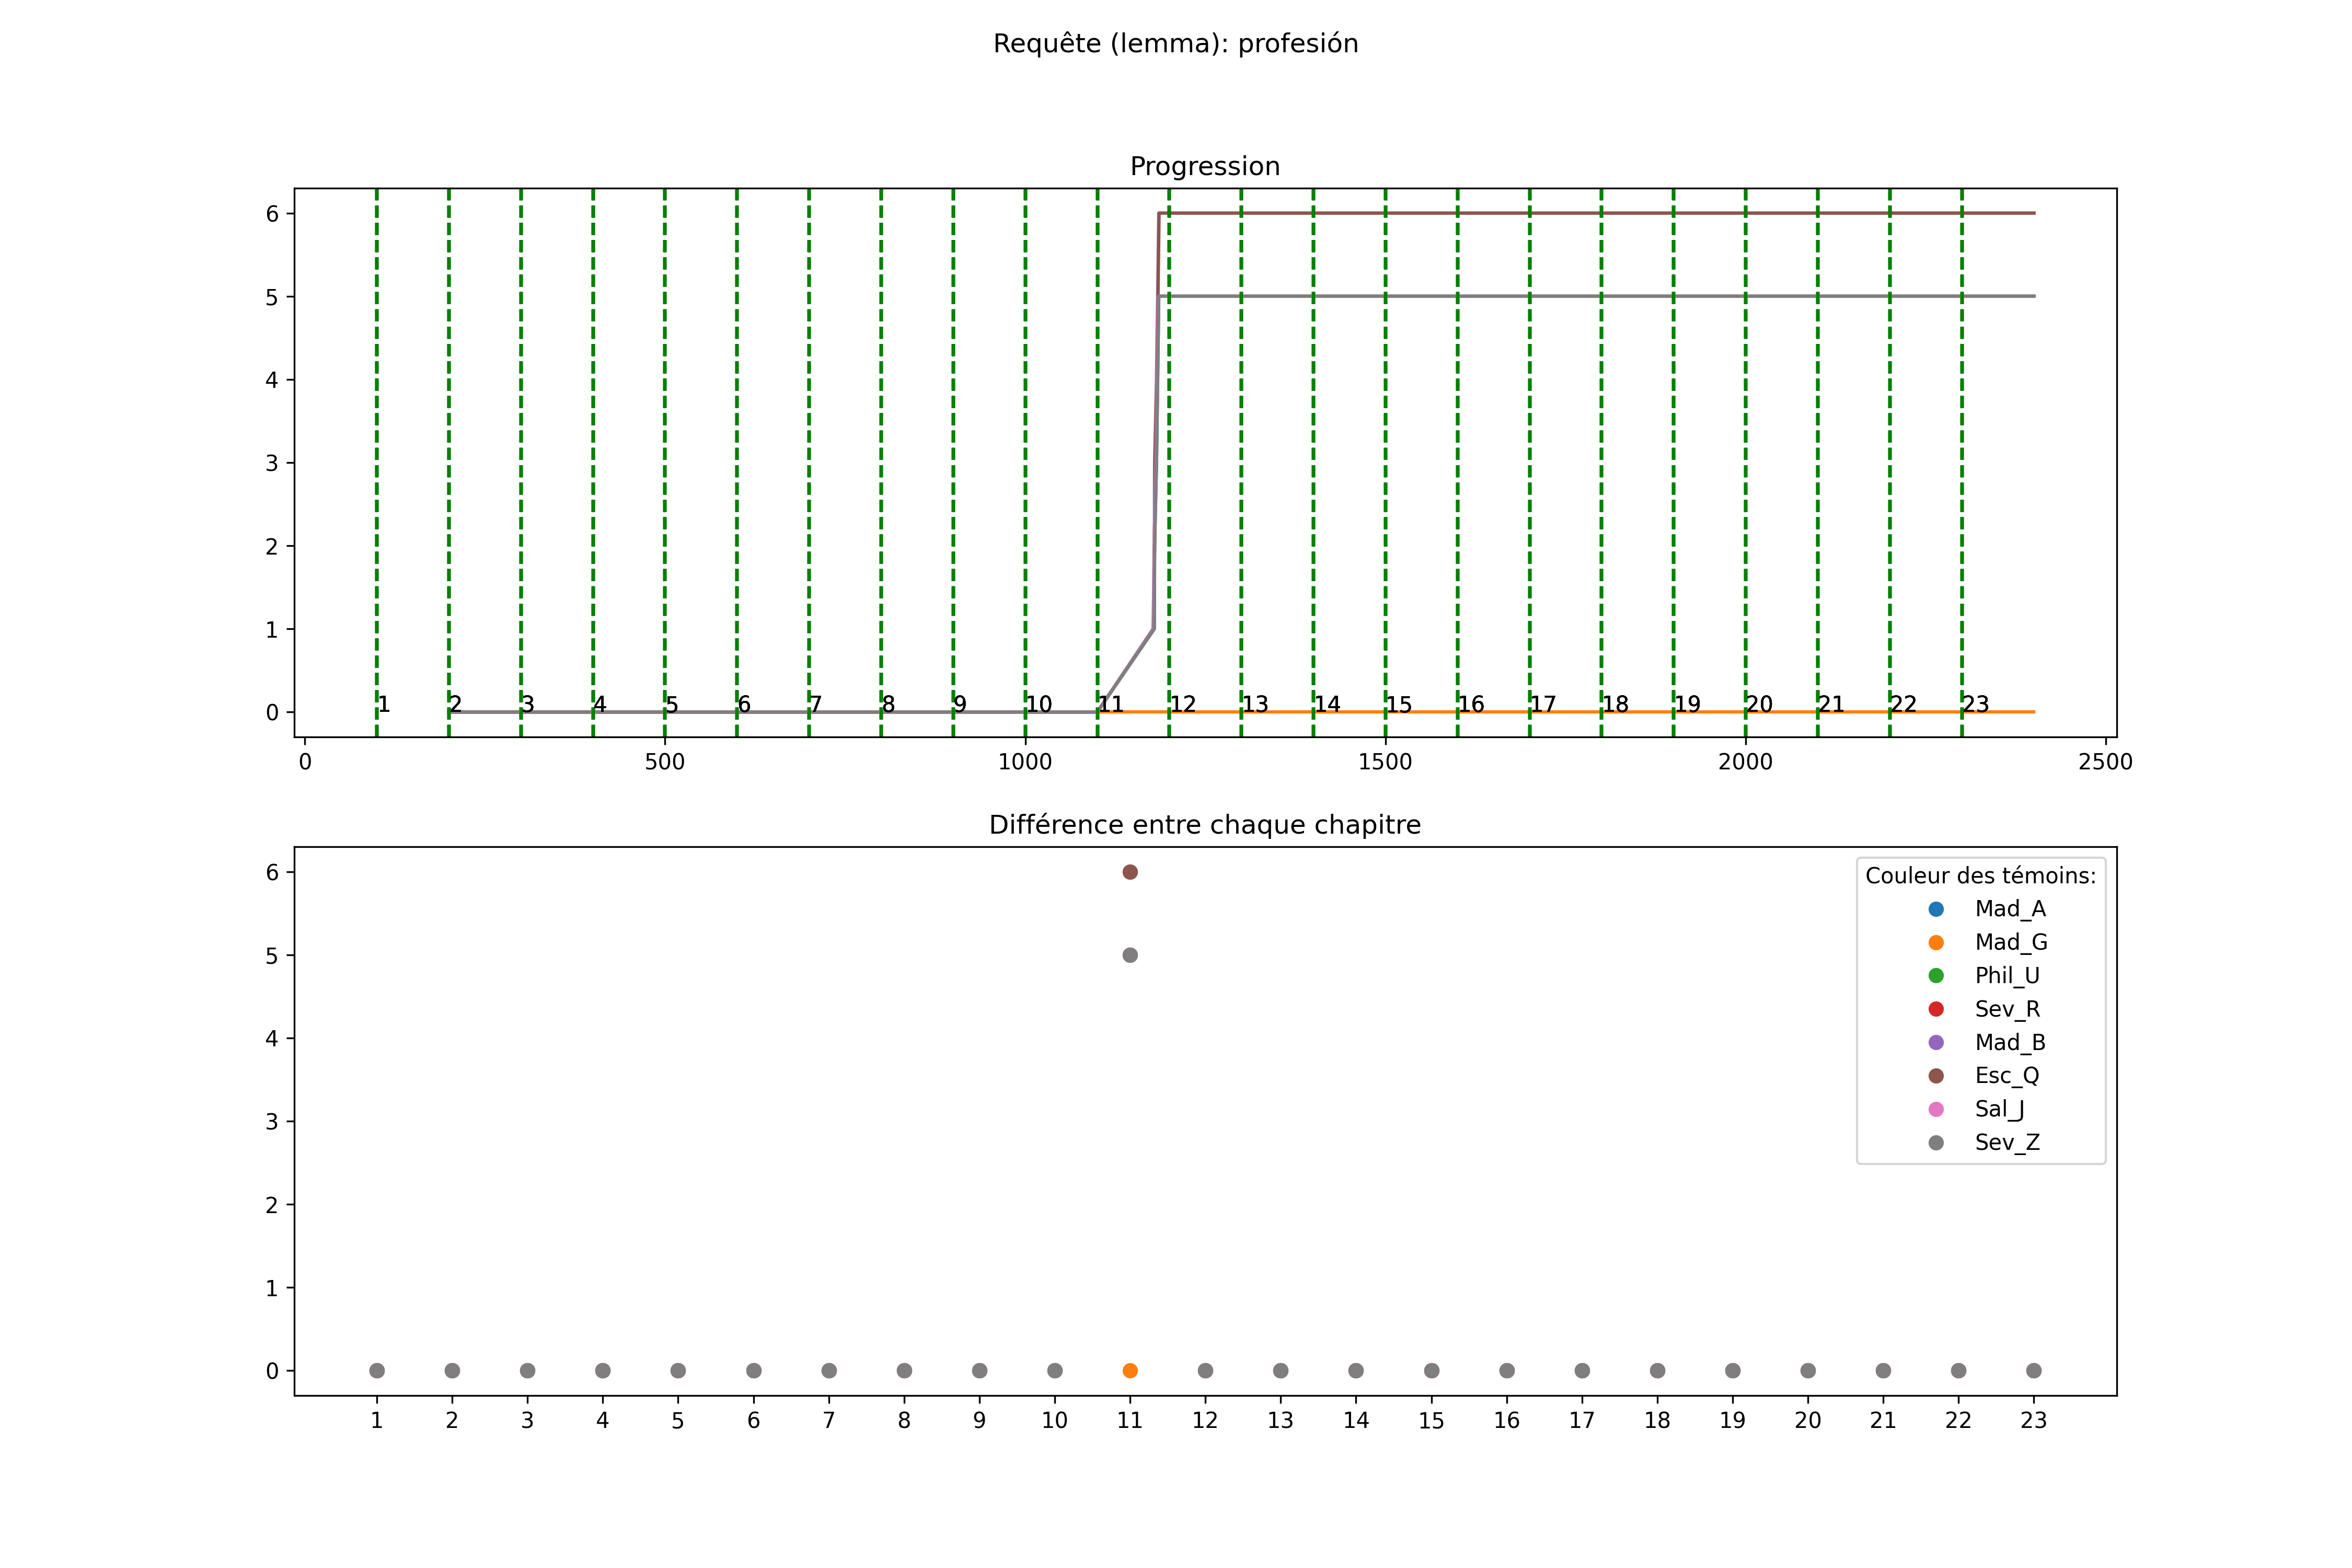 Requête (lemma): profesión
Progression
6
5
4
3
2
1
0
1 2 3 4 5 6 7 8 9 10 11 12 13 14 15 16 17 18 19 20 21 22 23
0 500 1000 1500 2000 2500
Différence entre chaque chapitre
6
5
4
3
2
1
0
Couleur des témoins:
Mad_A
Mad_G
Phil_U
Sev_R
Mad_B
Esc_Q
Sal_J
Sev_Z
1 2 3 4 5 6 7 8 9 10 11 12 13 14 15 16 17 18 19 20 21 22 23